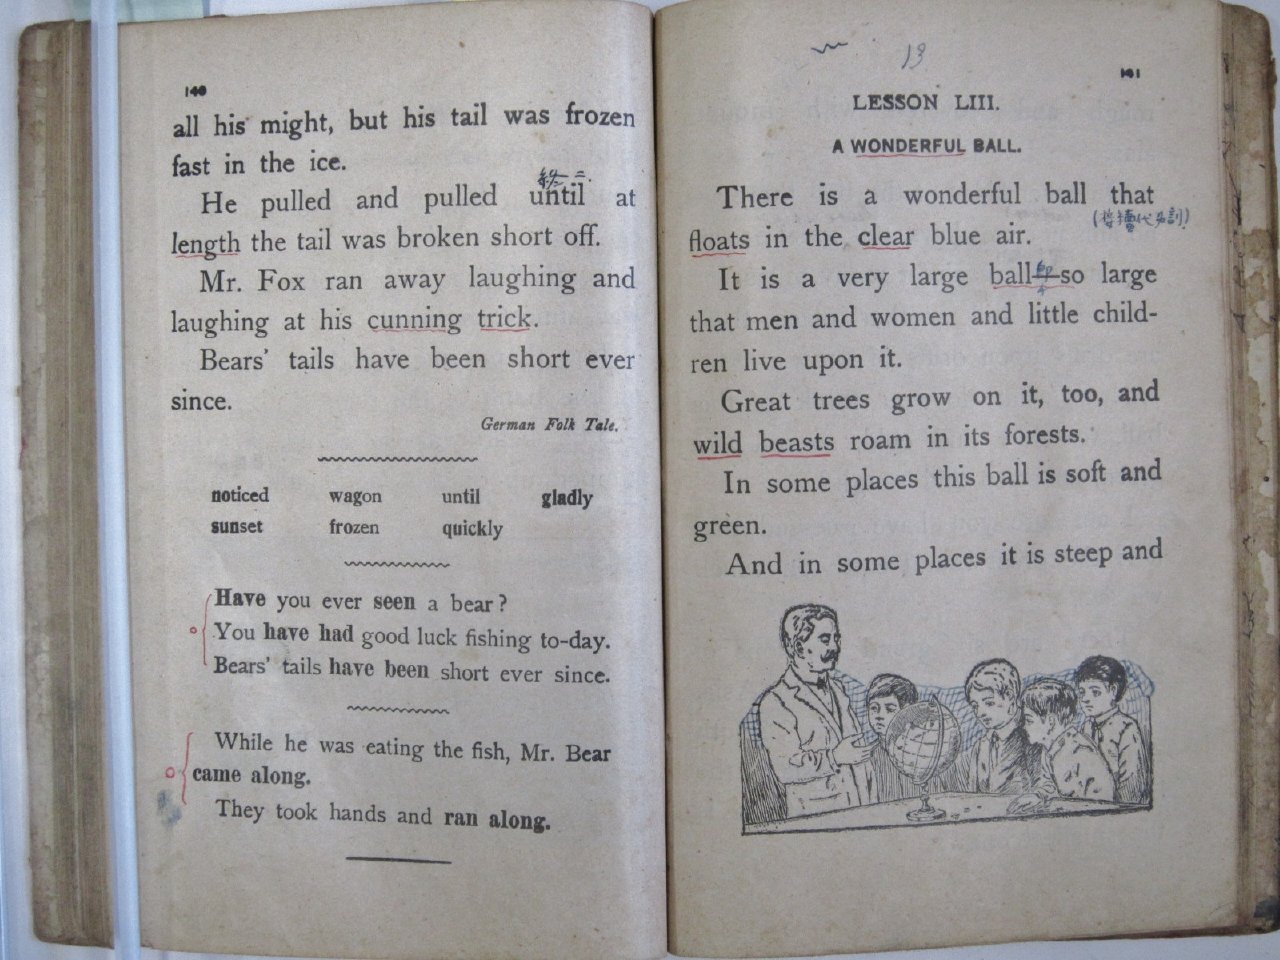 140
all his might, but his tail was frozen
fast in the ice.
He pulled and pulled until at
length the tail was broken short off.
Mr. Fox ran away laughing and
laughing at his cunning trick.
Bears' tails have been short ever
since.
German Folk Tale.
noticed wagon until gladly
sunset frozen quickly
Have you ever seen a bear?
You have had good luck fishing to-day.
Bears' tails have been short ever since.
While he was eating the fish, Mr. Bear
came along.
They took hands and ran along.
13
141
LESSON LIII.
A WONDERFUL BALL.
There is a wonderful ball that
floats in the clear blue air.
It is a very large ball—so large
that men and women and little child-
ren live upon it.
Great trees grow on it, too, and
wild beasts roam in its forests.
In some places this ball is soft and
green.
And in some places it is steep and